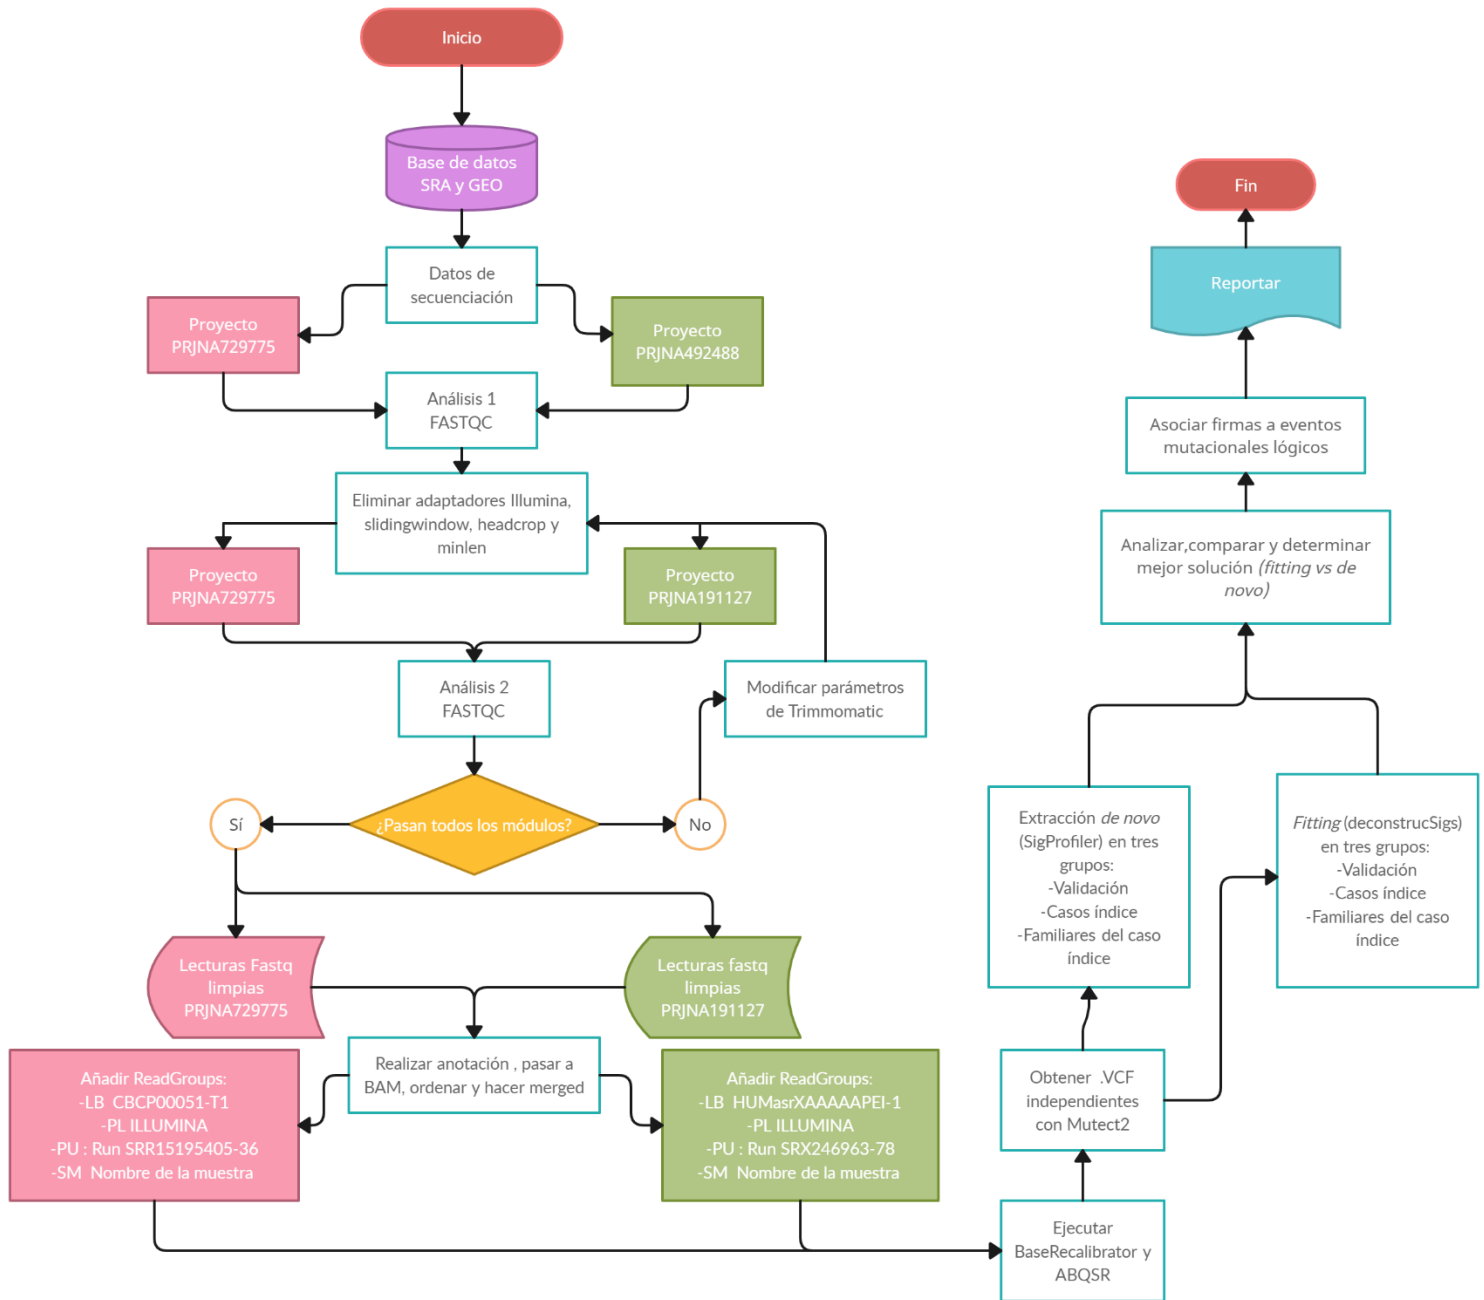 Inicio
Base de datos
SRA y GEO
Datos de
secuenciación
Proyecto
PRJNA729775
Proyecto
PRJNA492488
Análisis 1
FASTQC
Eliminar adaptadores Illumina,
slidingwindow, headcrop y
minlen
Proyecto
PRJNA729775
Proyecto
PRJNA191127
Análisis 2
FASTQC
Modificar parámetros
de Trimmomatic
¿Pasan todos los módulos?
Sí
No
Lecturas Fastq
limpias
PRJNA729775
Lecturas fastq
limpias
PRJNA191127
Realizar anotación , pasar a
BAM, ordenar y hacer merged
Añadir ReadGroups:
-LB CBCP00051-T1
-PL ILLUMINA
-PU : Run SRR15195405-36
-SM Nombre de la muestra
Añadir ReadGroups:
-LB HUMasrXAAAAAPEI-1
-PL ILLUMINA
-PU : Run SRX246963-78
-SM Nombre de la muestra
Ejecutar
BaseRecalibrator y
ABQSR
Obtener .VCF
independientes
con Mutect2
Extracción de novo
(SigProfiler) en tres
grupos:
-Validación
-Casos índice
-Familiares del caso
índice
Fitting (deconstrucSigs)
en tres grupos:
-Validación
-Casos índice
-Familiares del caso
índice
Analizar,comparar y determinar
mejor solución (fitting vs de
novo)
Asociar firmas a eventos
mutacionales lógicos
Reportar
Fin